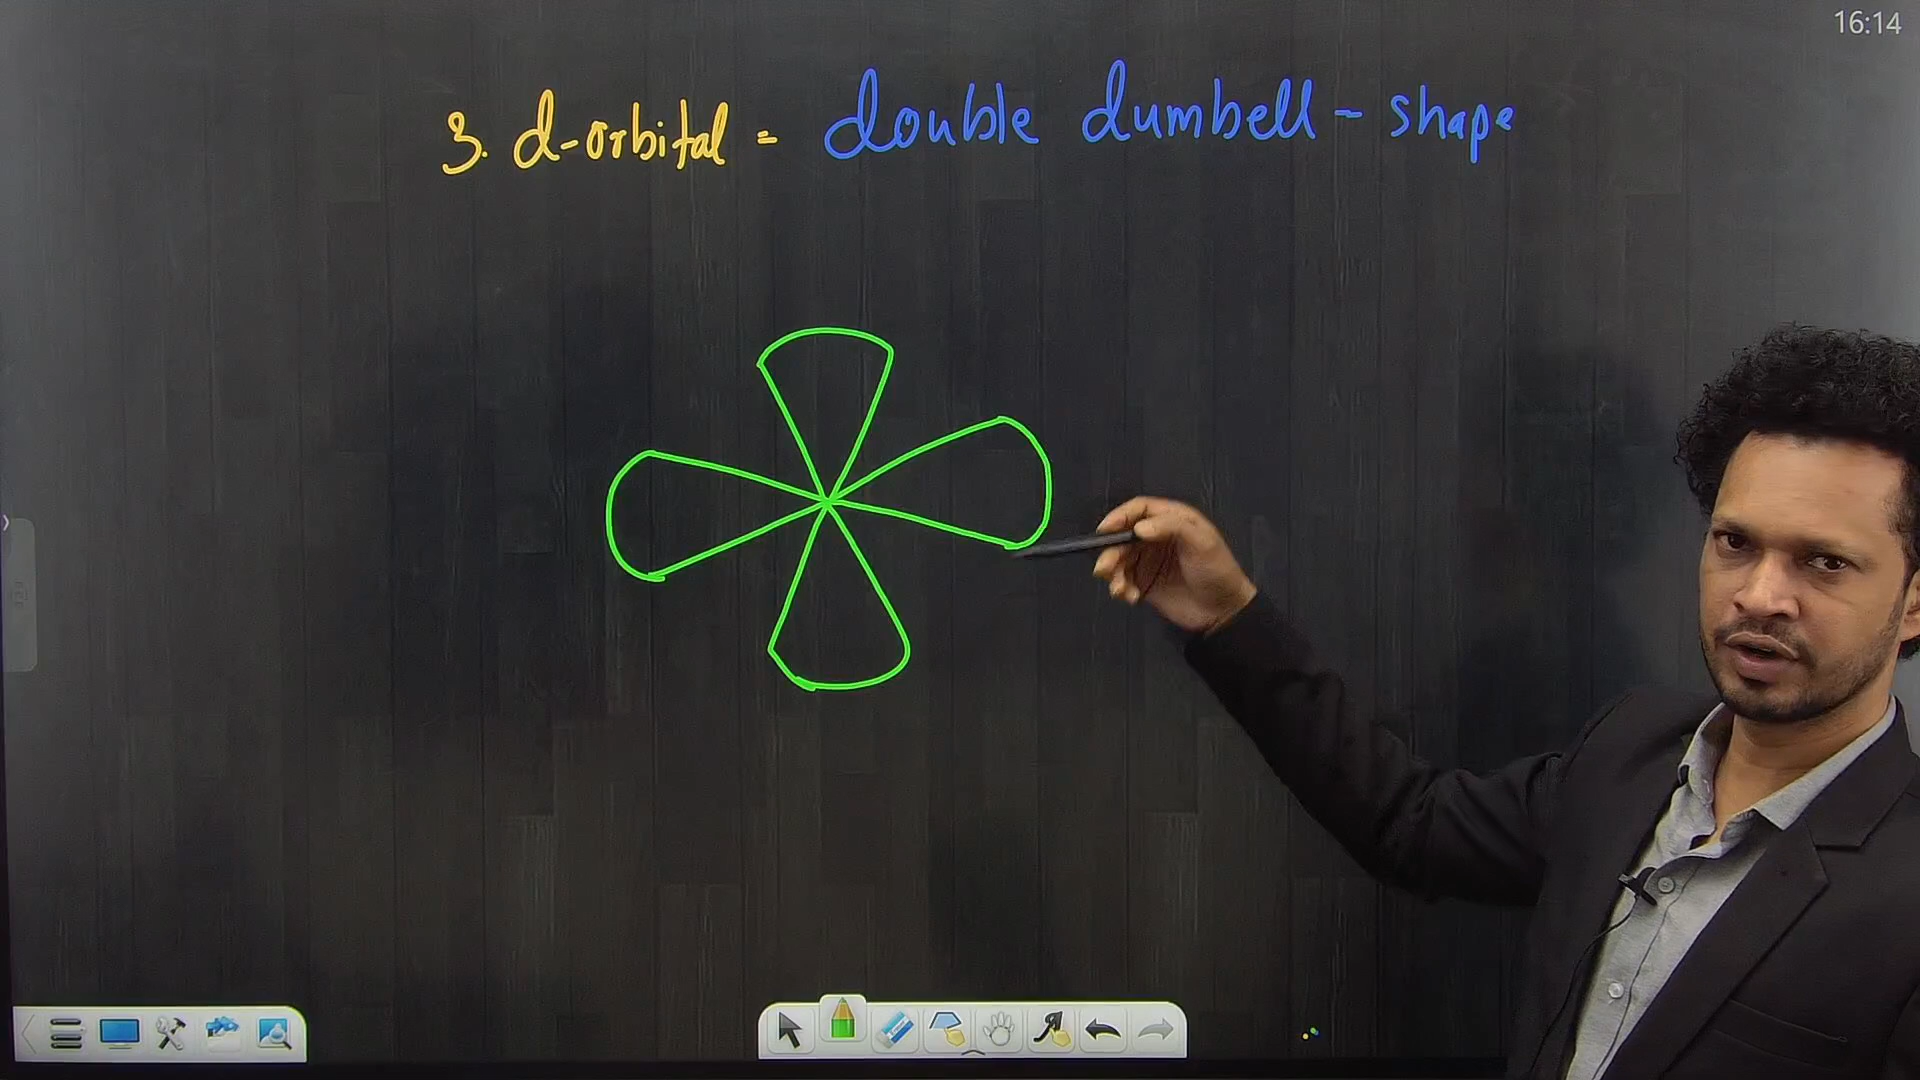 16:14
3. d-orbital = double dumbell - shape